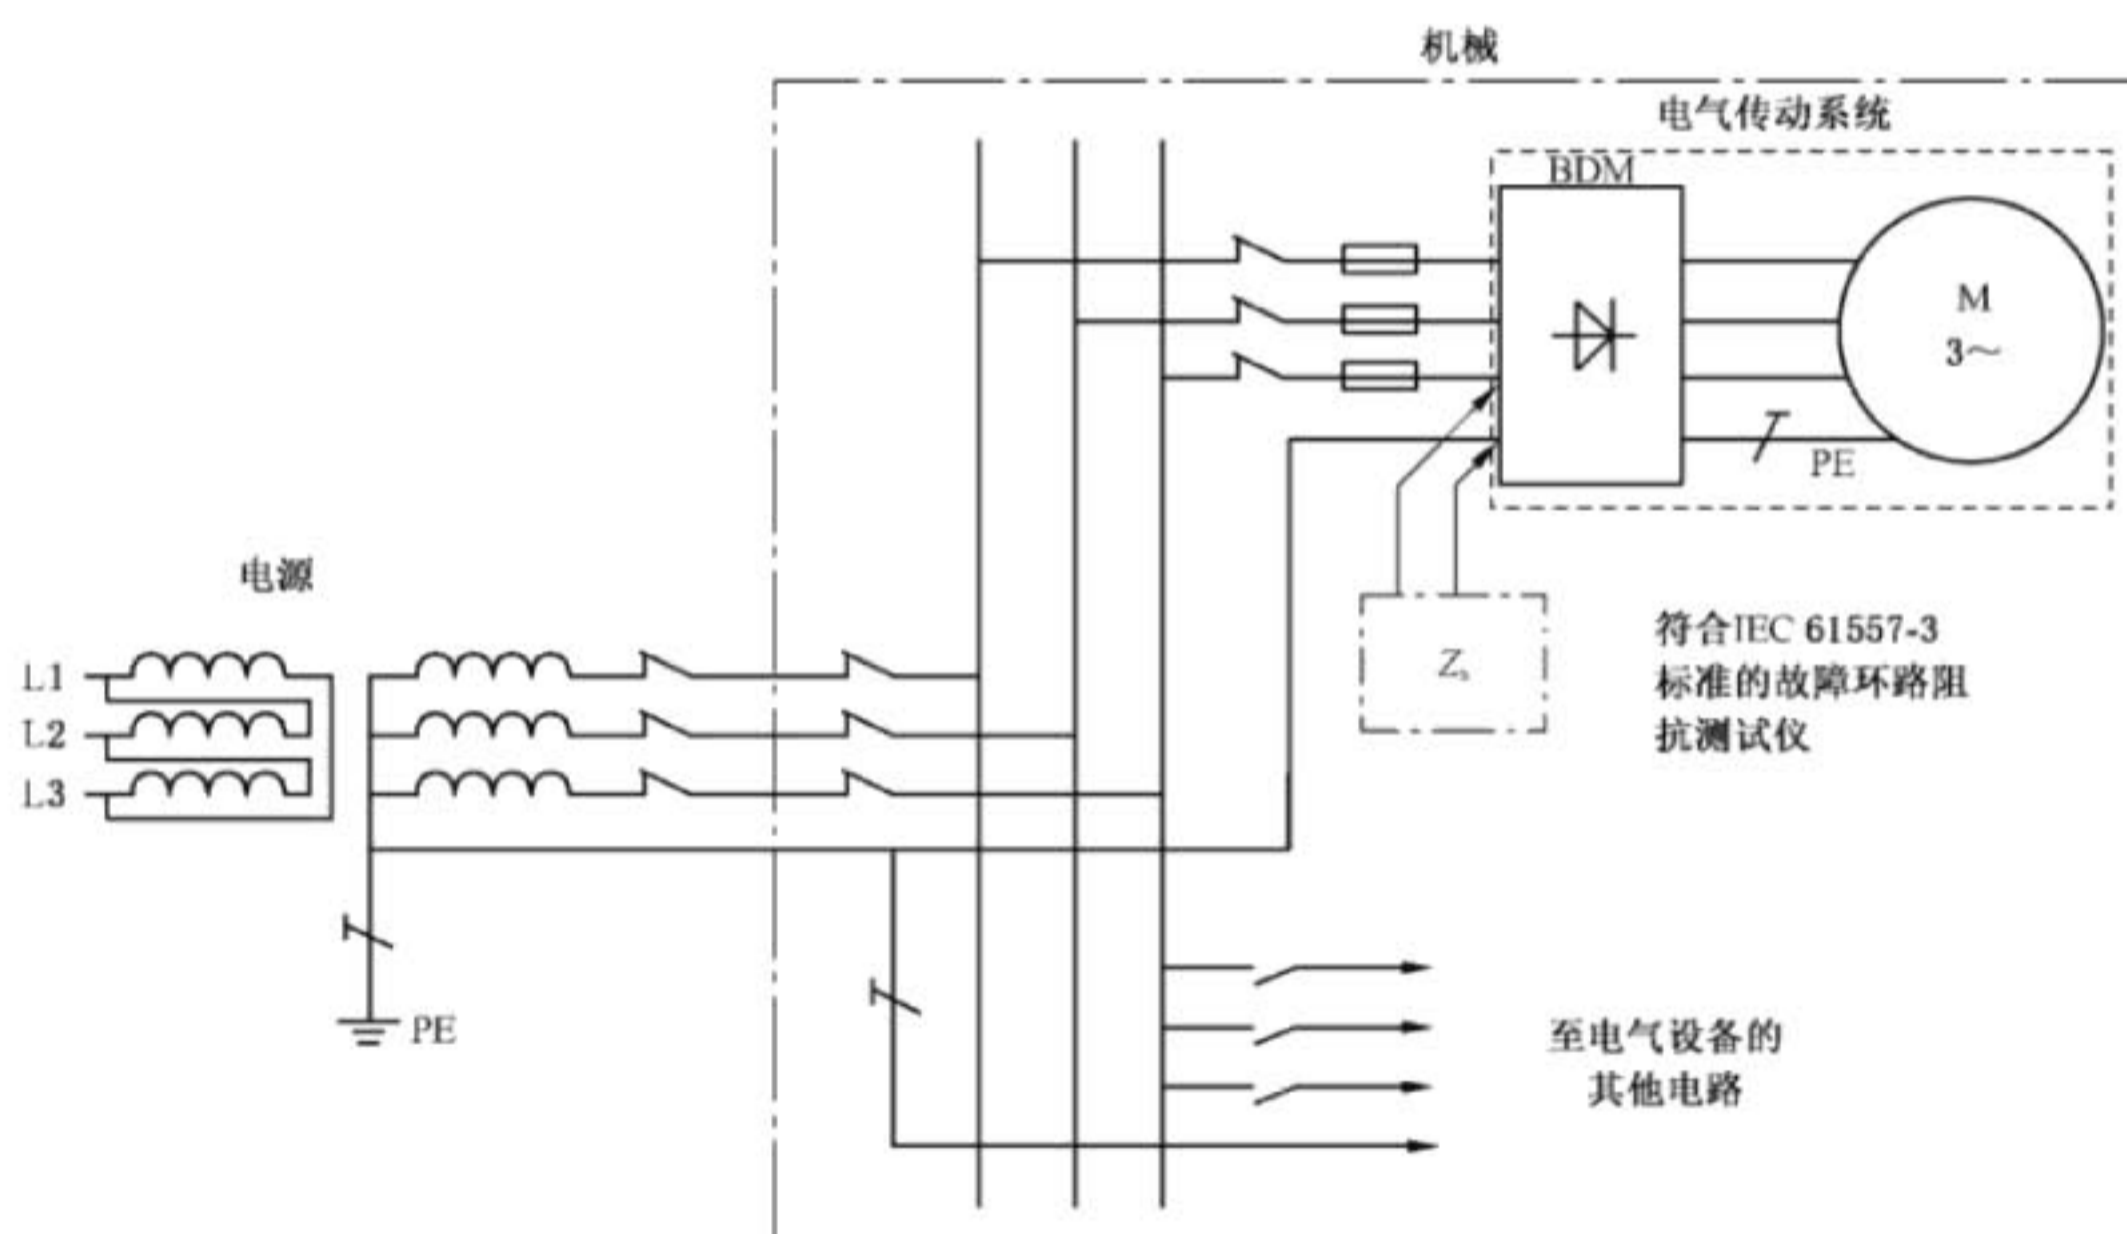 机械
电气传动系统
BDM
M
3～
PE
电源
L1
L2
L3
Zs
符合IEC 61557-3
标准的故障环路阻
抗测试仪
PE
至电气设备的
其他电路